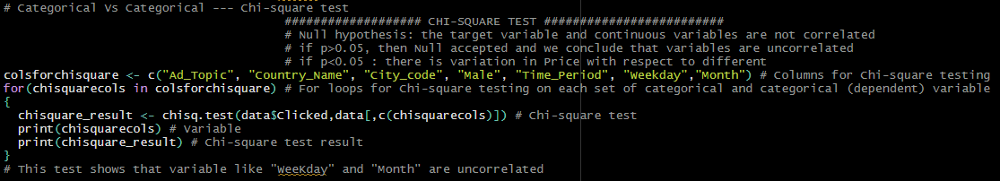 # Categorical Vs Categorical --- Chi-square test
################### CHI-SQUARE TEST #########################
# Null hypothesis: the target variable and continuous variables are not correlated
# if p>0.05, then Null accepted and we conclude that variables are uncorrelated
# if p<0.05 : there is variation in Price with respect to different
colsforchisquare <- c("Ad_Topic", "Country_Name", "City_code", "Male", "Time_Period", "Weekday","Month") # Columns for Chi-square testing
for(chisquarecols in colsforchisquare) # For loops for Chi-square testing on each set of categorical and categorical (dependent) variable
{
chisquare_result <- chisq.test(data$Clicked,data[,c(chisquarecols)]) # Chi-square test
print(chisquarecols) # Variable
print(chisquare_result) # Chi-square test result
}
# This test shows that variable like "WeeKday" and "Month" are uncorrelated